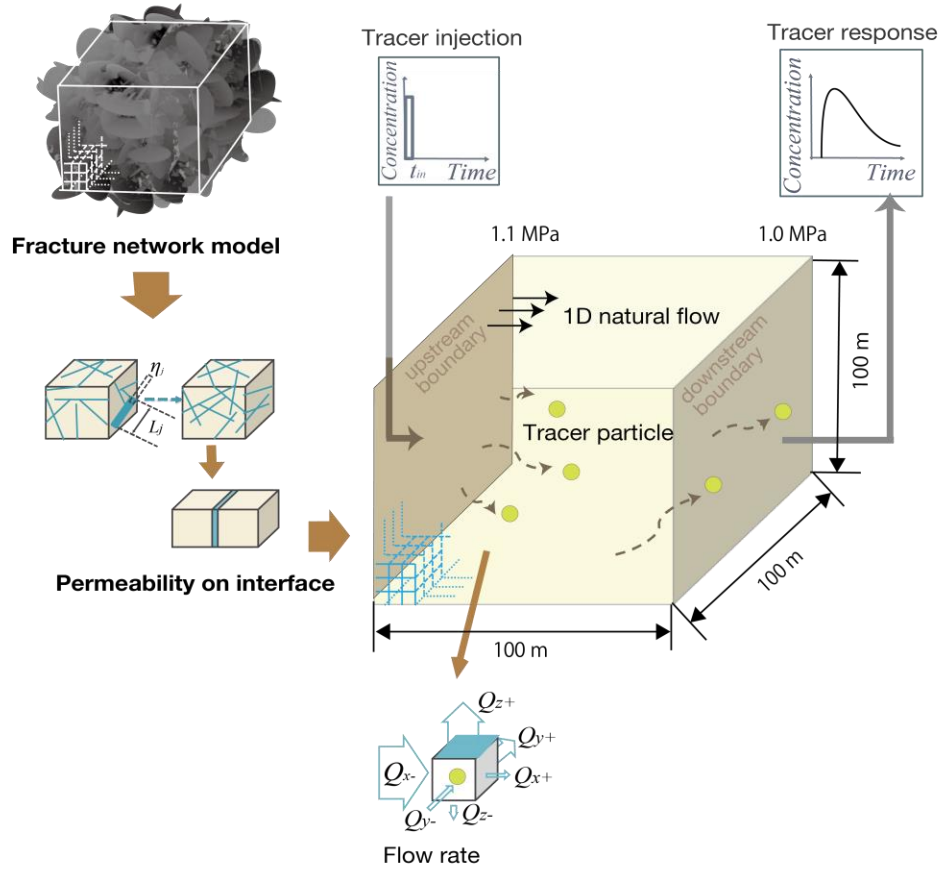 Tracer injection
Concentration
tin
Time
Tracer response
Concentration
Time
Fracture network model
1.1 MPa
1.0 MPa
upstream
boundary
1D natural flow
downstream
boundary
100 m
Tracer particle
ηj
Lj
Permeability on interface
100 m
100 m
Qz+
Qy+
Qx-
Qx+
Qy-
Qz-
Flow rate